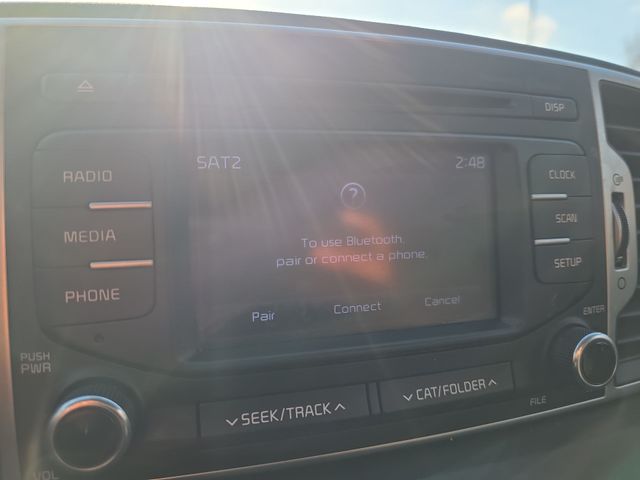 DISP
RADIO
MEDIA
PHONE
SAT2
2:48
?
To use Bluetooth,
pair or connect a phone.
Pair
Connect
Cancel
CLOCK
SCAN
SETUP
PUSH
PWR
VOL
SEEK/TRACK
CAT/FOLDER
ENTER
FILE